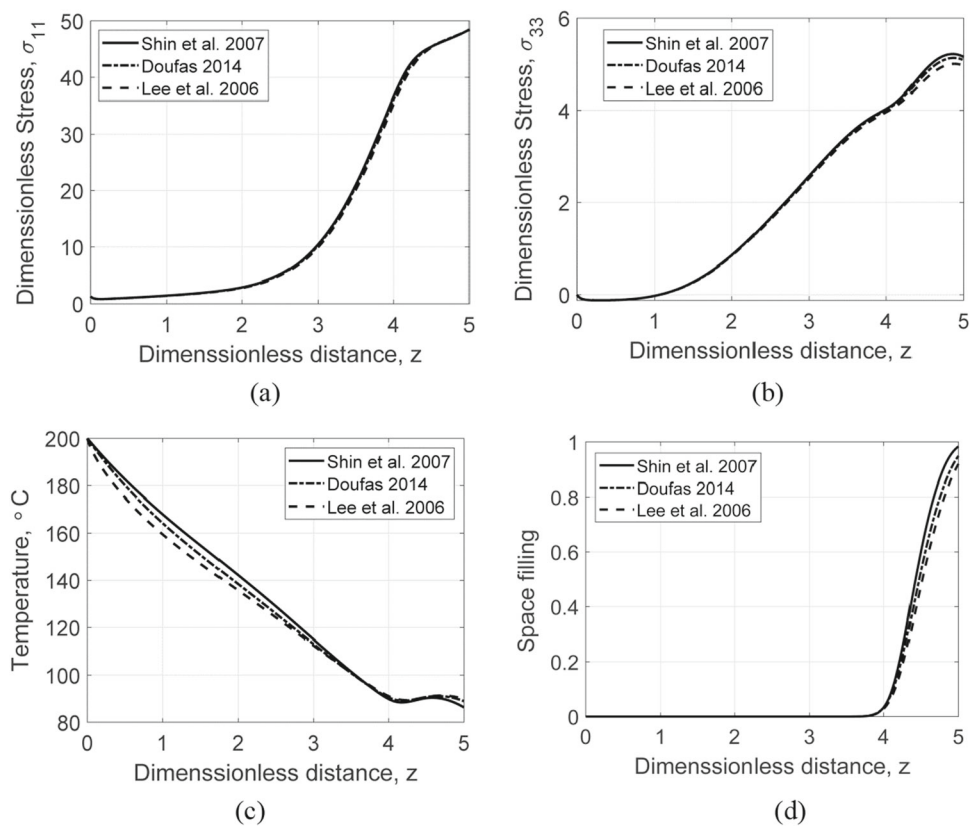 Dimenssionless Stress, σ11
50
40
30
20
10
0
Shin et al. 2007
Doufas 2014
Lee et al. 2006
0 1 2 3 4 5
Dimenssionless distance, z
(a)
Dimenssionless Stress, σ33
6
4
2
0
Shin et al. 2007
Doufas 2014
Lee et al. 2006
0 1 2 3 4 5
Dimenssionless distance, z
(b)
Temperature, °C
200
180
160
140
120
100
80
Shin et al. 2007
Doufas 2014
Lee et al. 2006
0 1 2 3 4 5
Dimenssionless distance, z
(c)
Space filling
1
0.8
0.6
0.4
0.2
0
Shin et al. 2007
Doufas 2014
Lee et al. 2006
0 1 2 3 4 5
Dimenssionless distance, z
(d)